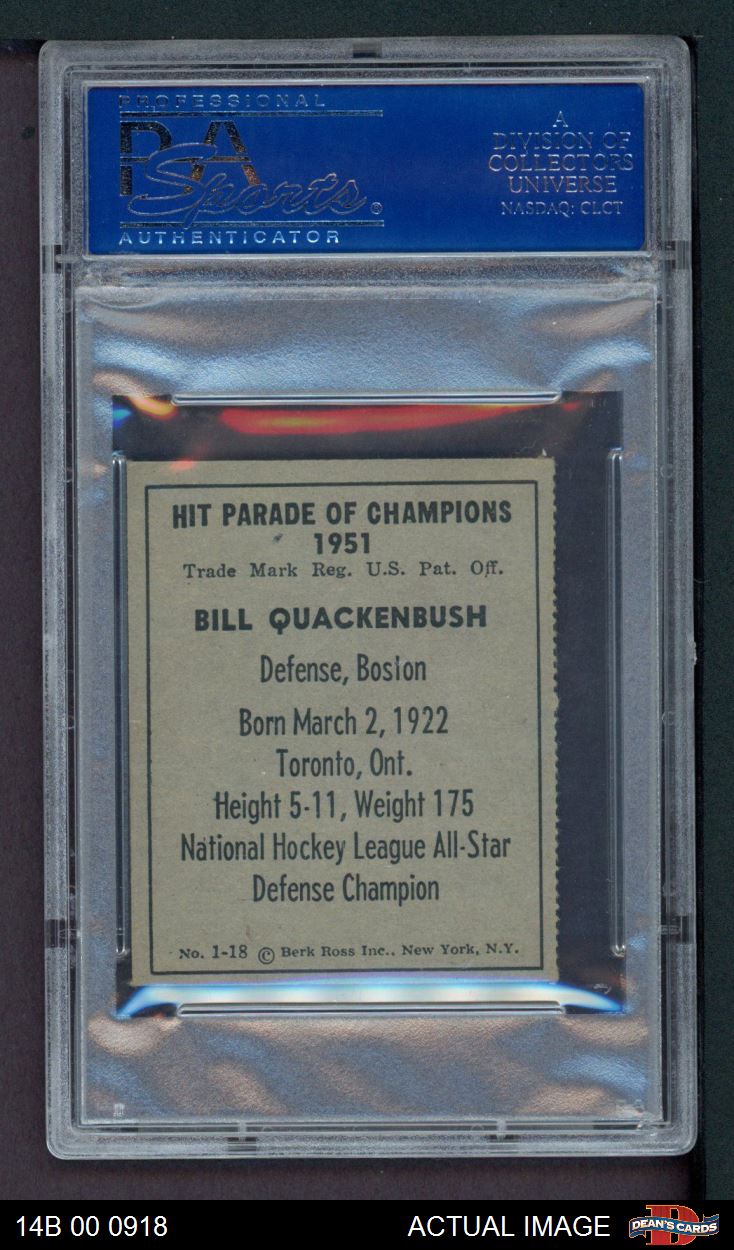 PROFESSIONAL
PSA
Sports®
AUTHENTICATOR
A
DIVISION OF
COLLECTORS
UNIVERSE
NASDAQ: CLCT
HIT PARADE OF CHAMPIONS
1951
Trade Mark Reg. U.S. Pat. Off.
BILL QUACKENBUSH
Defense, Boston
Born March 2, 1922
Toronto, Ont.
Height 5-11, Weight 175
National Hockey League All-Star
Defense Champion
No. 1-18 © Berk Ross Inc., New York, N.Y.
14B 00 0918
ACTUAL IMAGE
D
DEAN'S CARDS